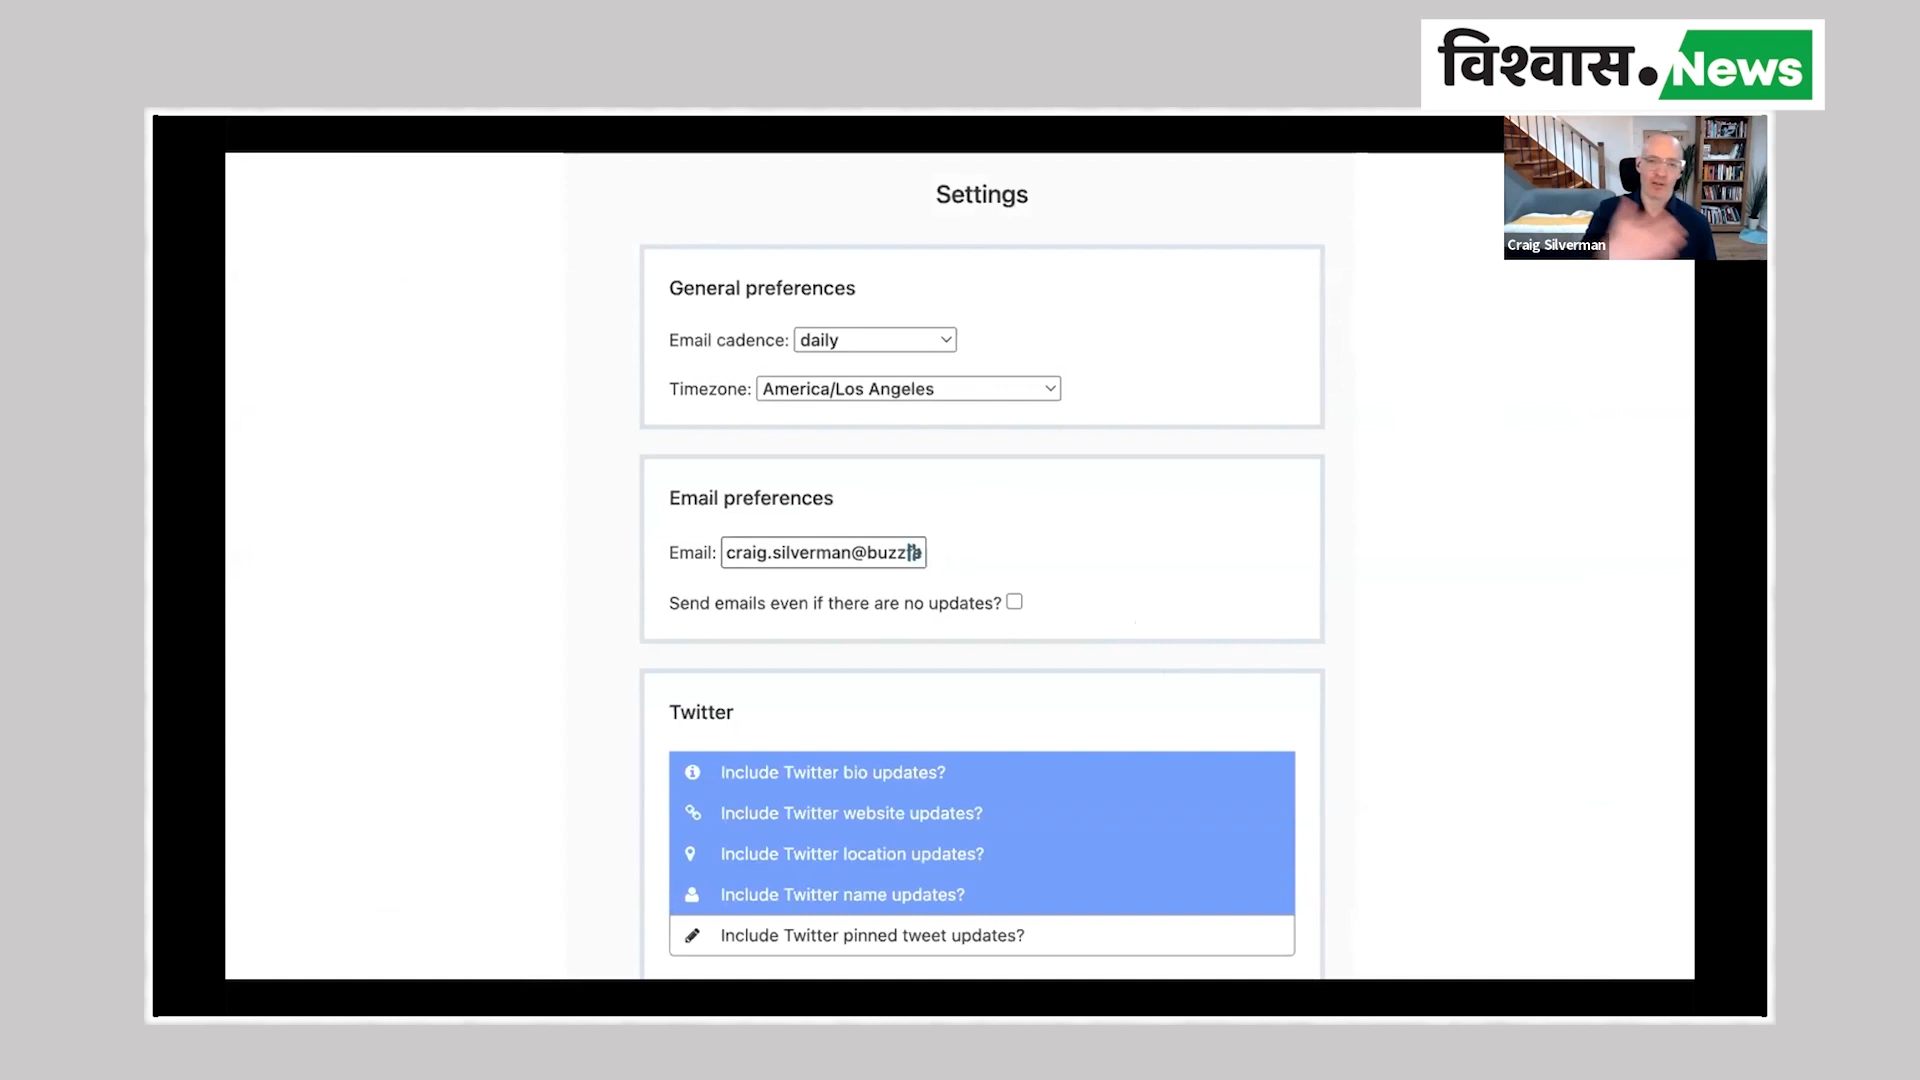 विश्वास.News
Craig Silverman
Settings
General preferences
Email cadence: daily
Timezone: America/Los Angeles
Email preferences
Email: craig.silverman@buzzfe
Send emails even if there are no updates?
Twitter
Include Twitter bio updates?
Include Twitter website updates?
Include Twitter location updates?
Include Twitter name updates?
Include Twitter pinned tweet updates?